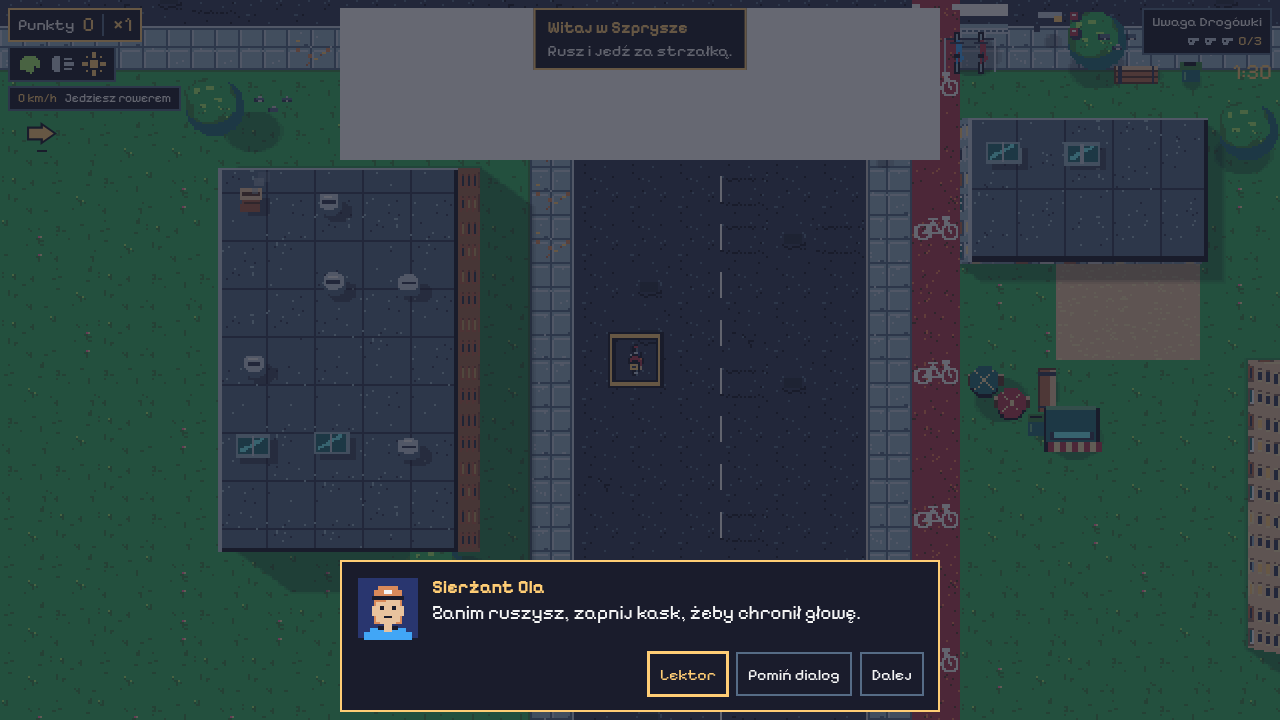 Punkty 0 ×1
Witaj w Szprysze
Rusz i jedź za strzałką.
Uwaga Drogówki
0/3
1:30
0 km/h Jedziesz rowerem
Sierżant Ola
Zanim ruszysz, zapnij kask, żeby chronił głowę.
Lektor
Pomiń dialog
Dalej